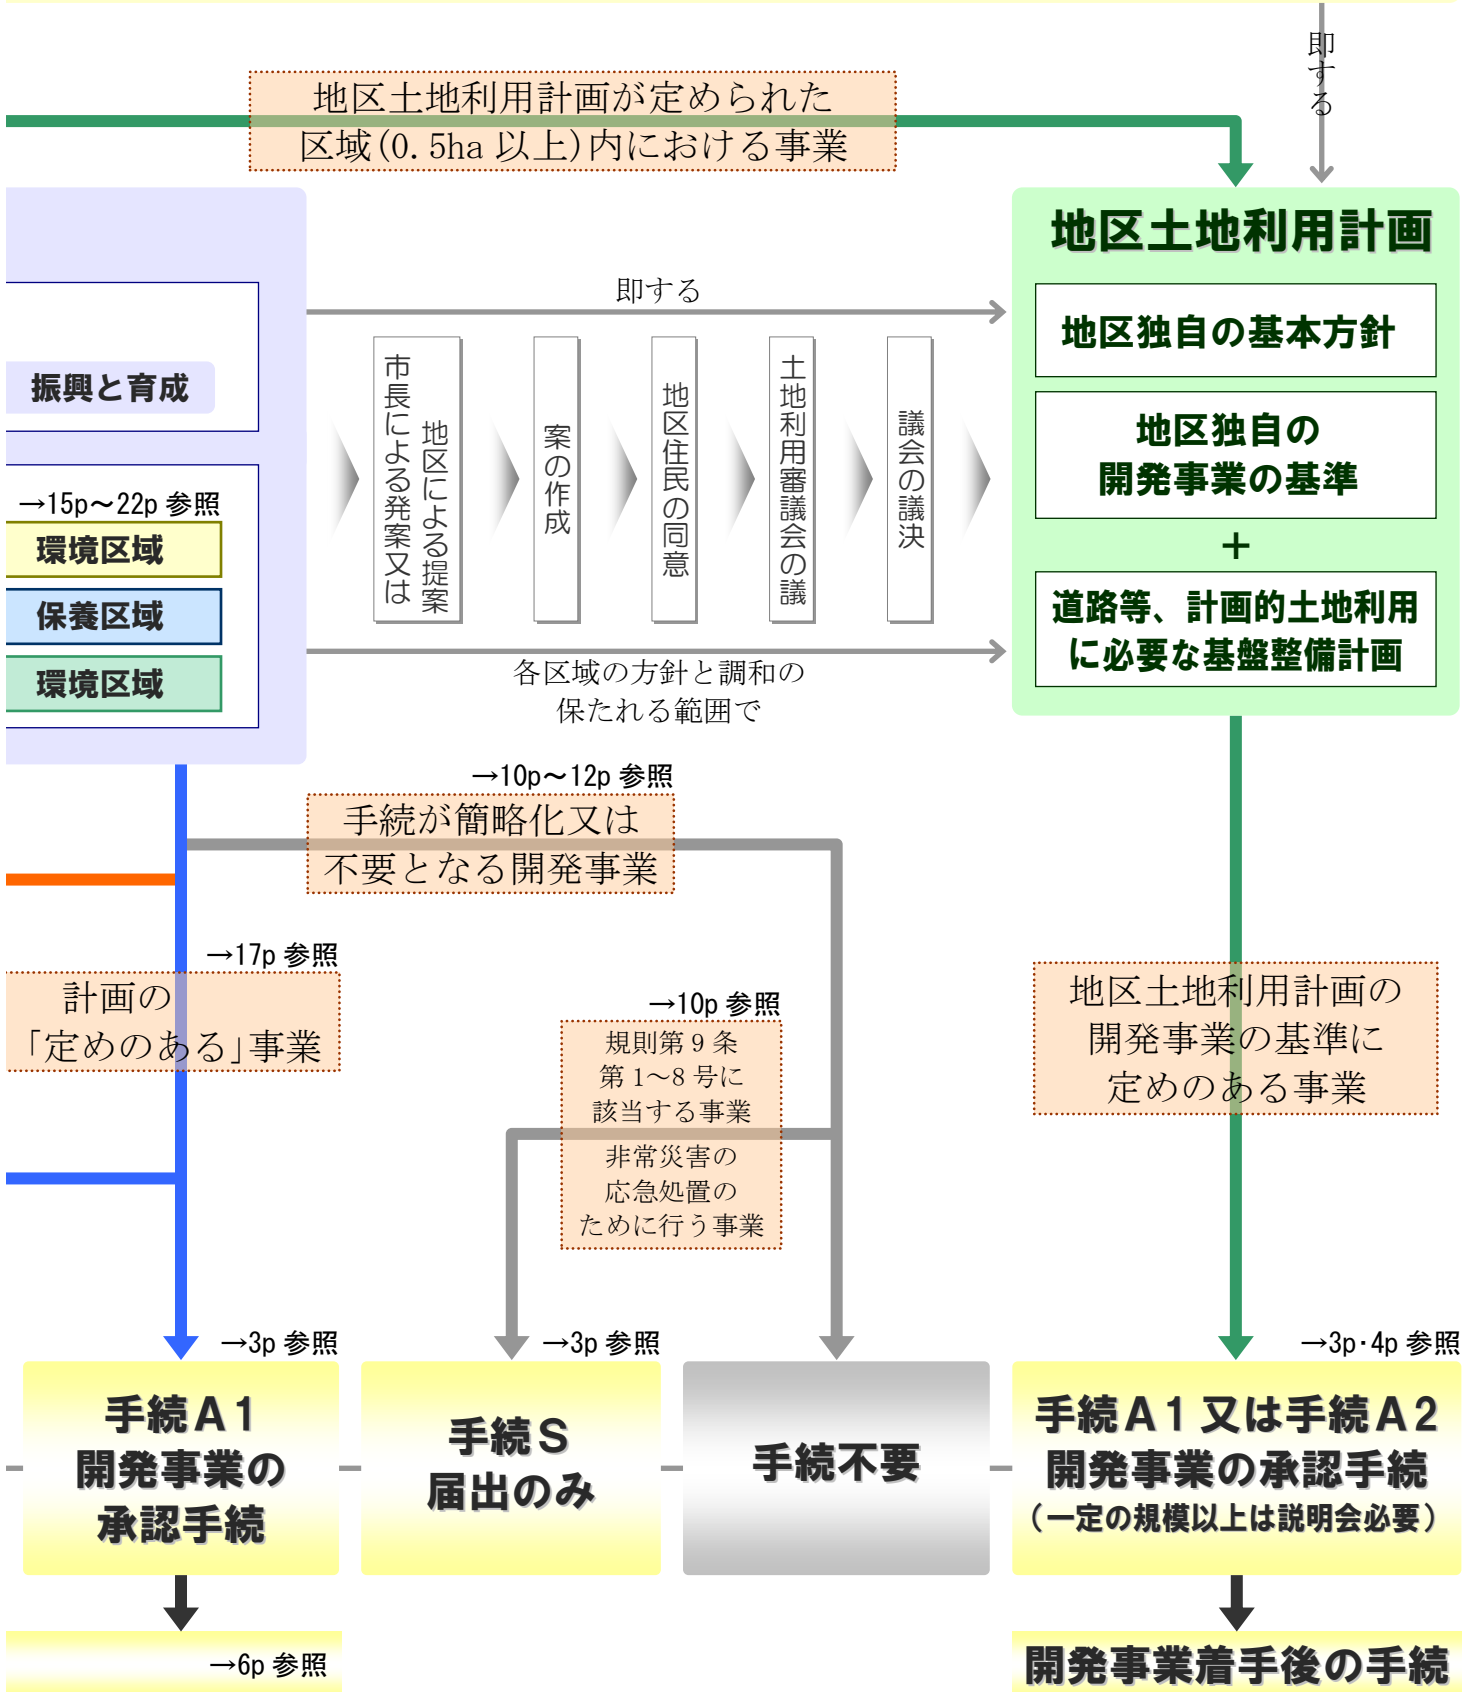 即する
地区土地利用計画が定められた
区域(0.5ha 以上)内における事業
地区土地利用計画
地区独自の基本方針
地区独自の
開発事業の基準
+
道路等、計画的土地利用
に必要な基盤整備計画
即する
振興と育成
→15p～22p 参照
環境区域
保養区域
環境区域
市長による発案又は
地区による提案
案の作成
地区住民の同意
土地利用審議会の議
議会の議決
各区域の方針と調和の
保たれる範囲で
→10p～12p 参照
手続が簡略化又は
不要となる開発事業
→17p 参照
計画の
「定めのある」事業
→10p 参照
規則第 9 条
第 1～8 号に
該当する事業
非常災害の
応急処置の
ために行う事業
地区土地利用計画の
開発事業の基準に
定めのある事業
→3p 参照
手続A1
開発事業の
承認手続
→3p 参照
手続S
届出のみ
手続不要
→3p･4p 参照
手続A1 又は手続A2
開発事業の承認手続
（一定の規模以上は説明会必要）
→6p 参照
開発事業着手後の手続